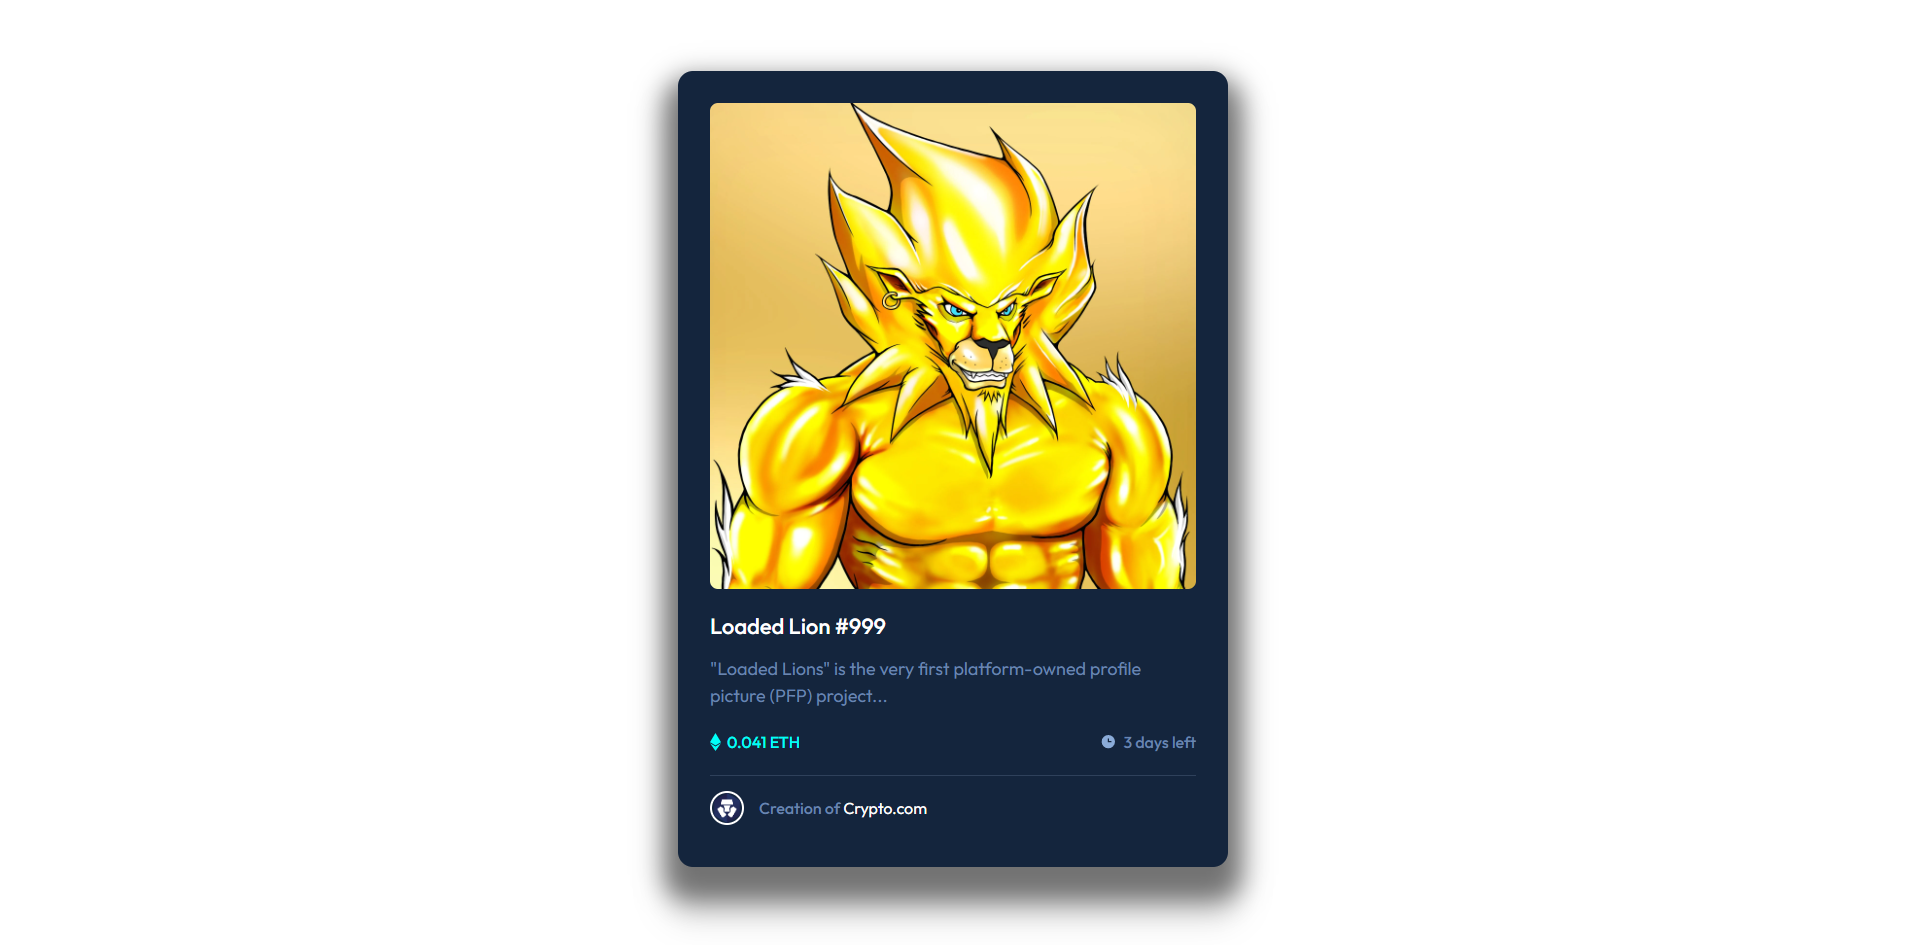 Loaded Lion #999
"Loaded Lions" is the very first platform-owned profile
picture (PFP) project...
0.041 ETH
3 days left
Creation of Crypto.com